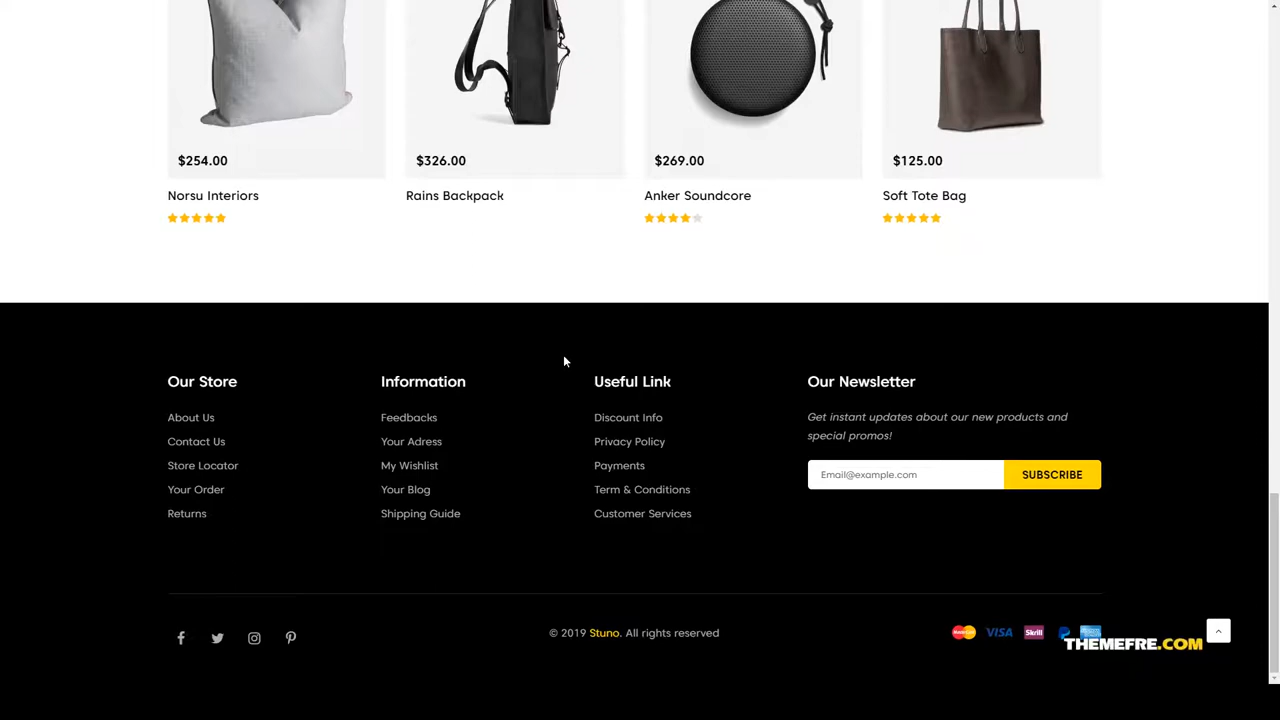 $254.00 $326.00 $269.00 $125.00
Norsu Interiors Rains Backpack Anker Soundcore Soft Tote Bag
Our Store
About Us
Contact Us
Store Locator
Your Order
Returns
Information
Feedbacks
Your Adress
My Wishlist
Your Blog
Shipping Guide
Useful Link
Discount Info
Privacy Policy
Payments
Term & Conditions
Customer Services
Our Newsletter
Get instant updates about our new products and
special promos!
Email@example.com SUBSCRIBE
© 2019 Stuno. All rights reserved
MasterCard VISA Skrill
THEMEFRE.COM